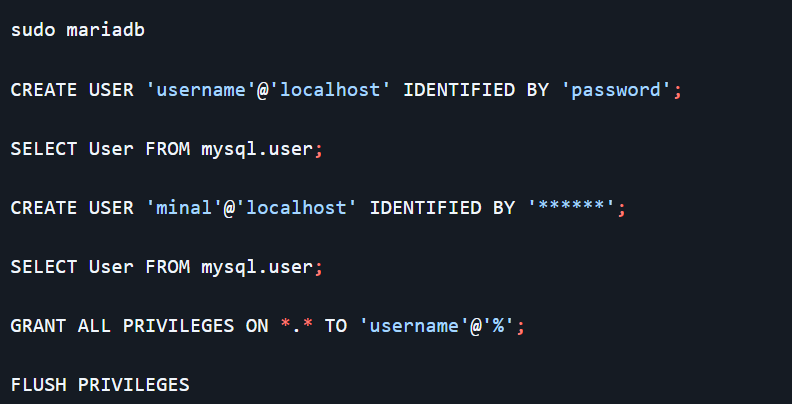 sudo mariadb
CREATE USER 'username'@'localhost' IDENTIFIED BY 'password';
SELECT User FROM mysql.user;
CREATE USER 'minal'@'localhost' IDENTIFIED BY '******';
SELECT User FROM mysql.user;
GRANT ALL PRIVILEGES ON *.* TO 'username'@'%';
FLUSH PRIVILEGES